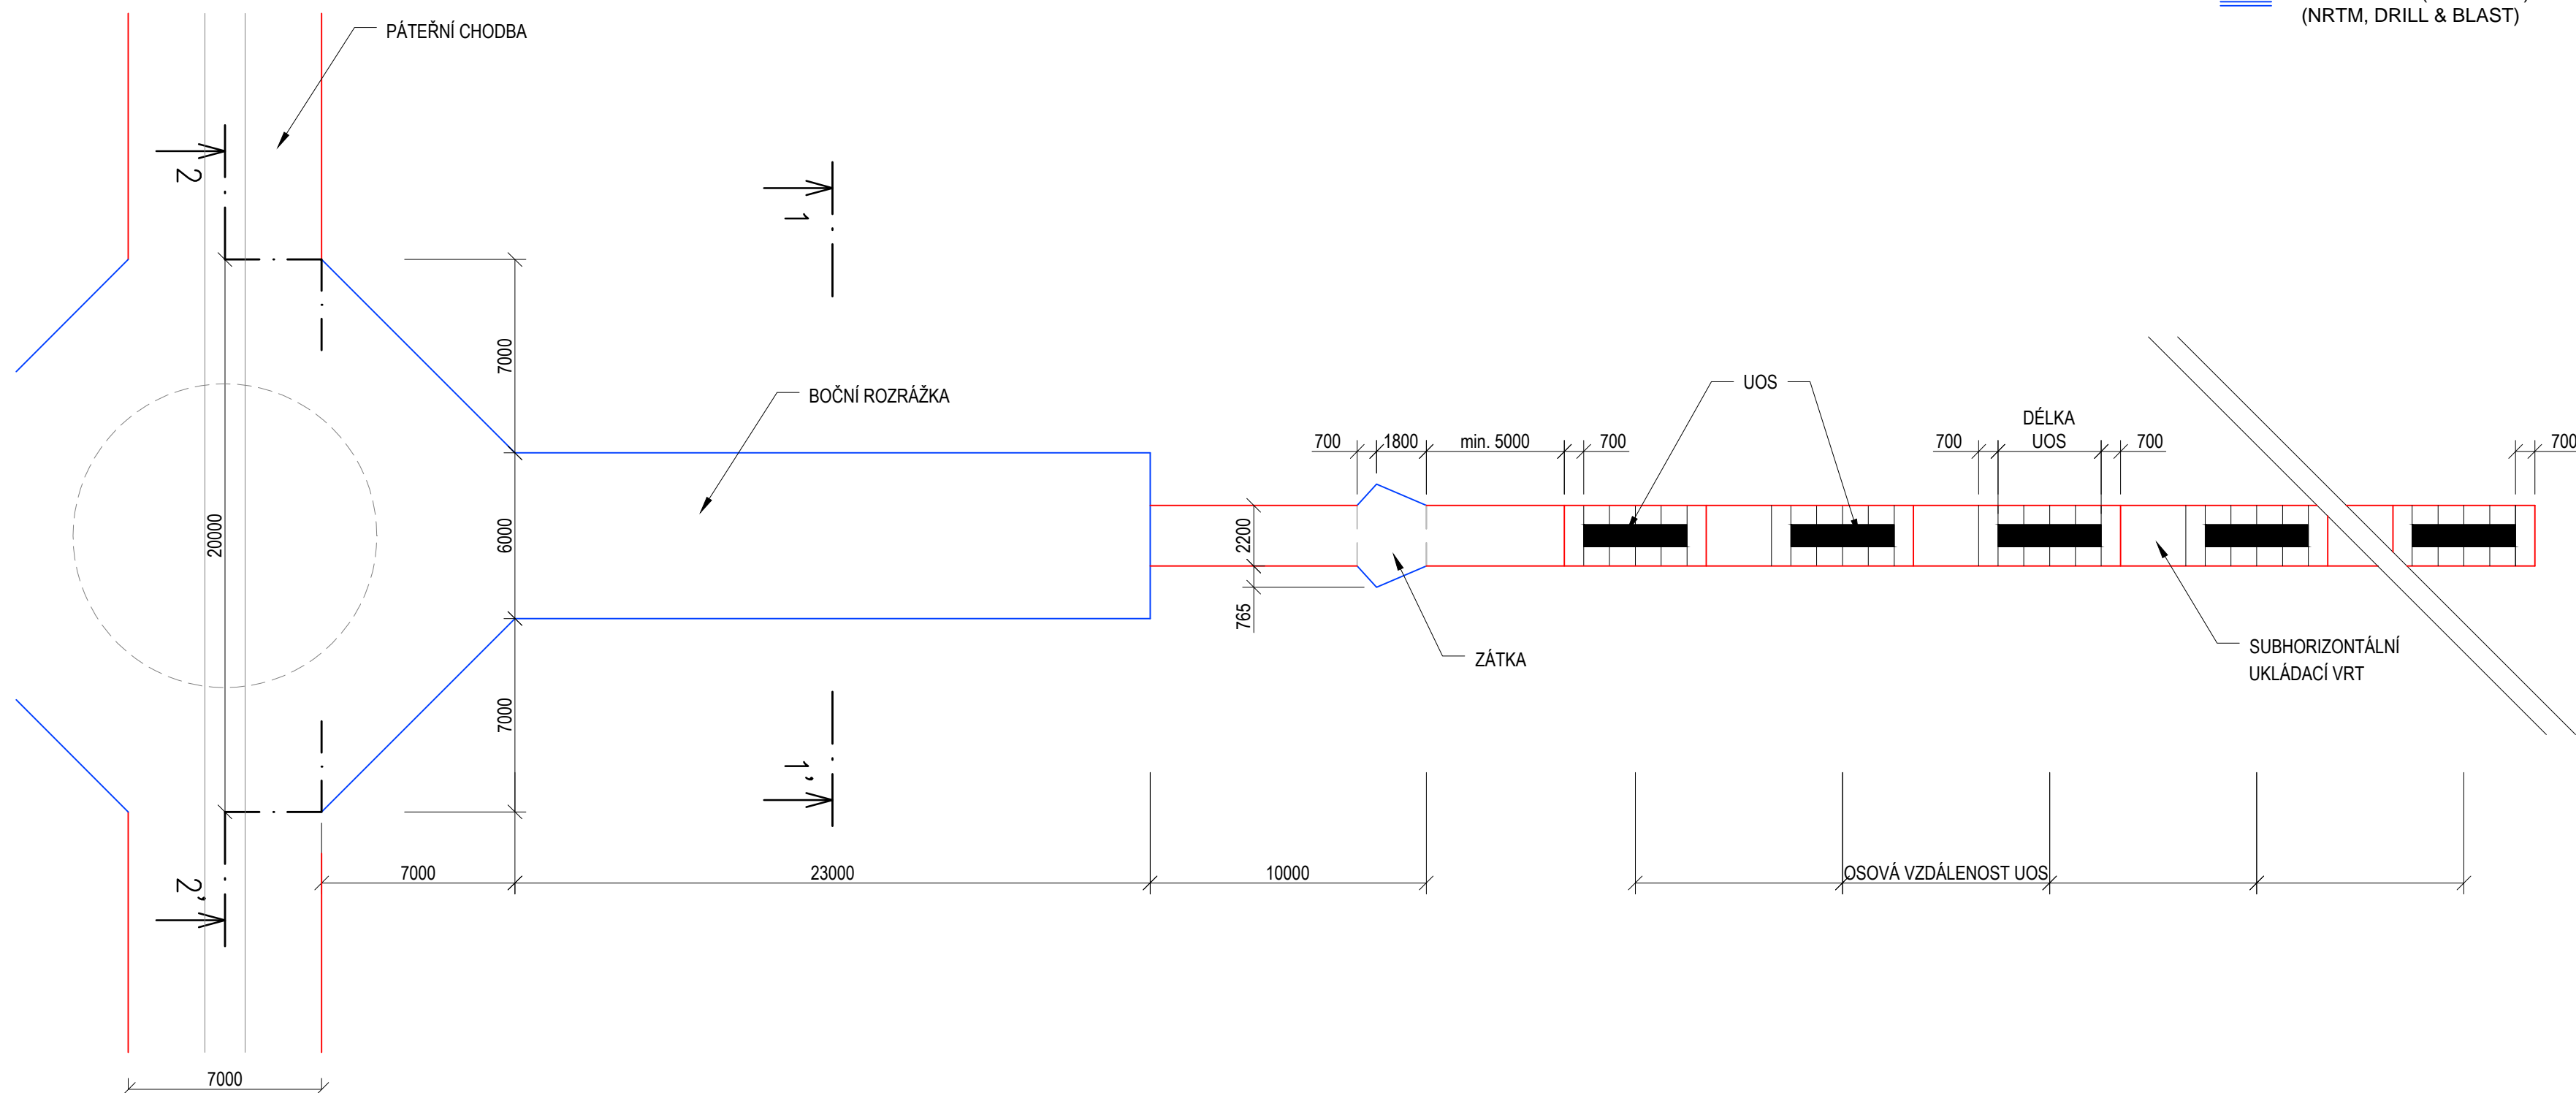 (NRTM, DRILL & BLAST)
PÁTEŘNÍ CHODBA
2
1
7000
BOČNÍ ROZRÁŽKA
UOS
DÉLKA
UOS
700
1800
min. 5000
700
700
700
700
20000
6000
2200
765
ZÁTKA
SUBHORIZONTÁLNÍ
UKLÁDACÍ VRT
7000
1'
2'
7000
23000
10000
OSOVÁ VZDÁLENOST UOS
7000